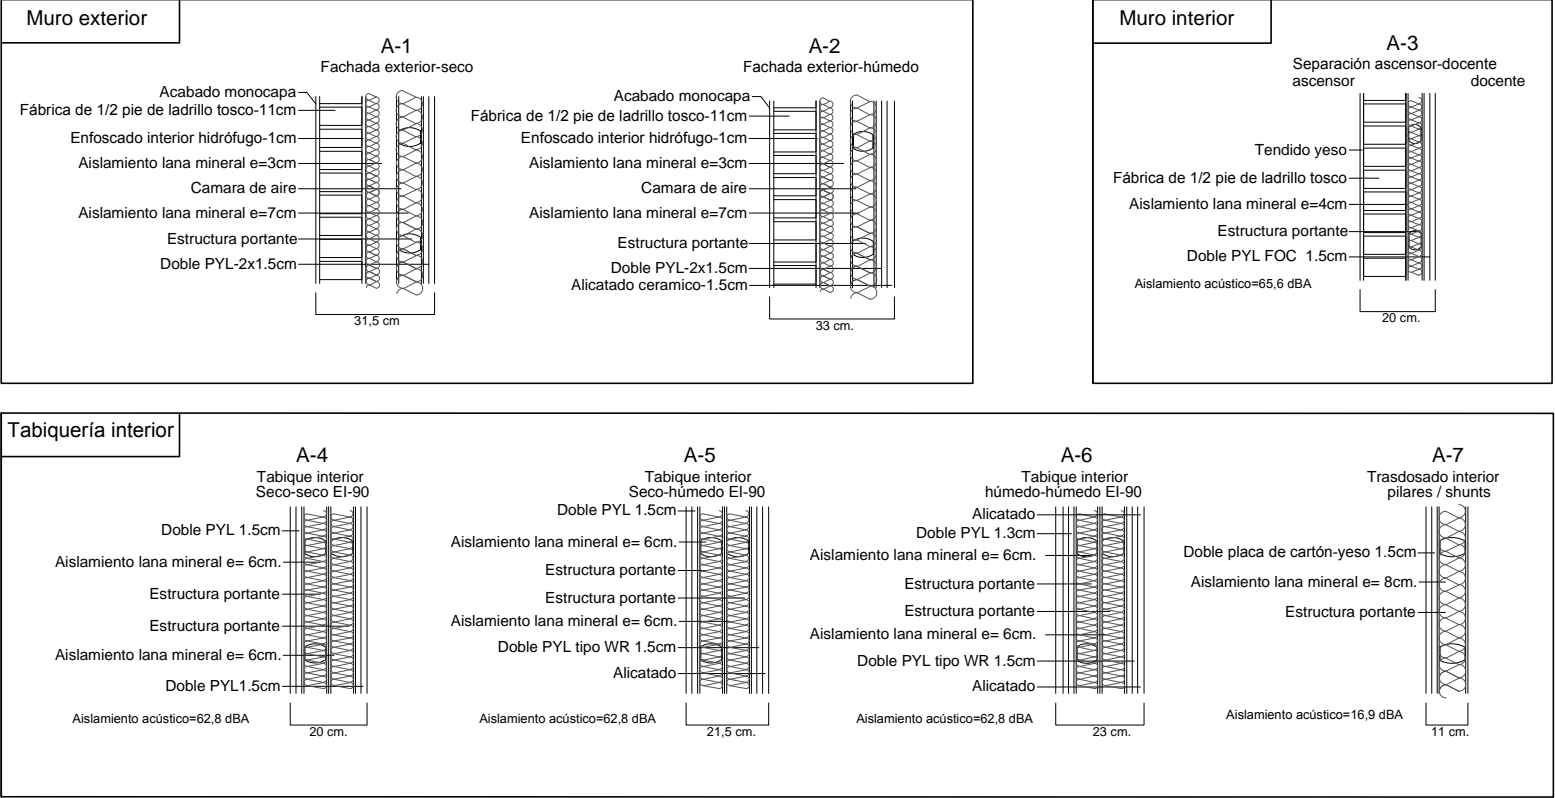 Muro exterior
A-1
Fachada exterior-seco
Acabado monocapa
Fábrica de 1/2 pie de ladrillo tosco-11cm
Enfoscado interior hidrófugo-1cm
Aislamiento lana mineral e=3cm
Camara de aire
Aislamiento lana mineral e=7cm
Estructura portante
Doble PYL-2x1.5cm
31,5 cm
A-2
Fachada exterior-húmedo
Acabado monocapa
Fábrica de 1/2 pie de ladrillo tosco-11cm
Enfoscado interior hidrófugo-1cm
Aislamiento lana mineral e=3cm
Camara de aire
Aislamiento lana mineral e=7cm
Estructura portante
Doble PYL-2x1.5cm
Alicatado ceramico-1.5cm
33 cm.
Muro interior
A-3
Separación ascensor-docente
ascensor docente
Tendido yeso
Fábrica de 1/2 pie de ladrillo tosco
Aislamiento lana mineral e=4cm
Estructura portante
Doble PYL FOC 1.5cm
Aislamiento acústico=65,6 dBA
20 cm.
Tabiquería interior
A-4
Tabique interior
Seco-seco EI-90
Doble PYL 1.5cm
Aislamiento lana mineral e= 6cm.
Estructura portante
Estructura portante
Aislamiento lana mineral e= 6cm.
Doble PYL1.5cm
Aislamiento acústico=62,8 dBA
20 cm.
A-5
Tabique interior
Seco-húmedo EI-90
Doble PYL 1.5cm
Aislamiento lana mineral e= 6cm.
Estructura portante
Estructura portante
Aislamiento lana mineral e= 6cm.
Doble PYL tipo WR 1.5cm
Alicatado
Aislamiento acústico=62,8 dBA
21,5 cm.
A-6
Tabique interior
húmedo-húmedo EI-90
Alicatado
Doble PYL 1.3cm
Aislamiento lana mineral e= 6cm.
Estructura portante
Estructura portante
Aislamiento lana mineral e= 6cm.
Doble PYL tipo WR 1.5cm
Alicatado
Aislamiento acústico=62,8 dBA
23 cm.
A-7
Trasdosado interior
pilares / shunts
Doble placa de cartón-yeso 1.5cm
Aislamiento lana mineral e= 8cm.
Estructura portante
Aislamiento acústico=16,9 dBA
11 cm.